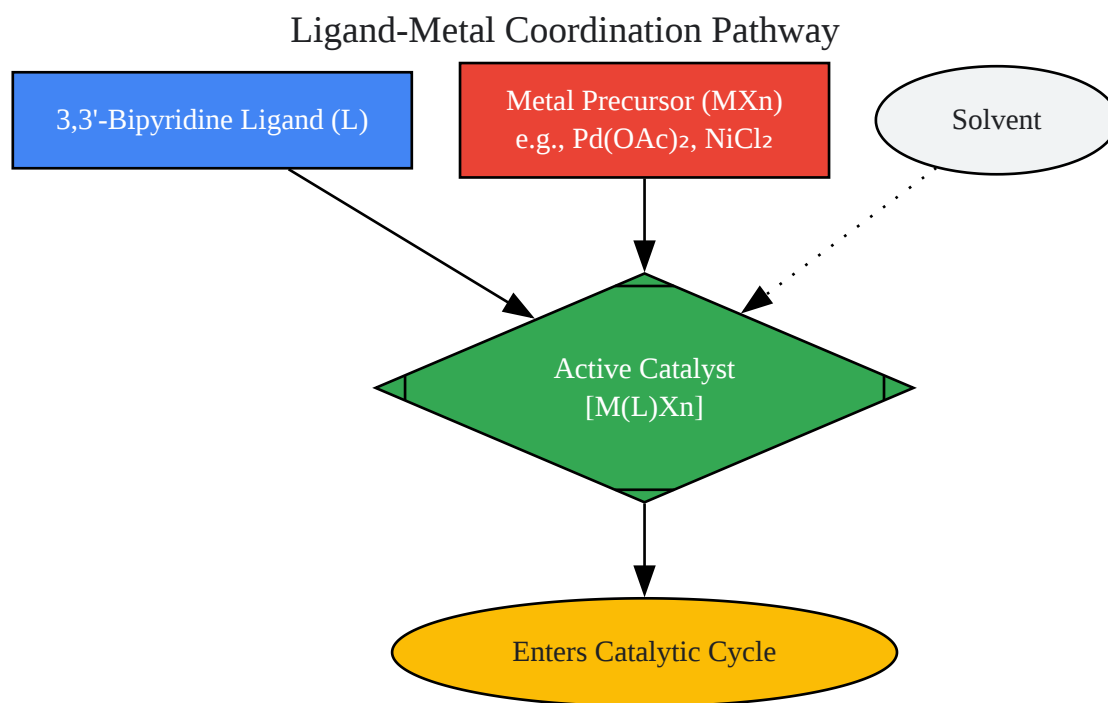 Ligand-Metal Coordination Pathway
3,3'-Bipyridine Ligand (L)
Metal Precursor (MXn)
e.g., Pd(OAc)₂, NiCl₂
Solvent
Active Catalyst
[M(L)Xn]
Enters Catalytic Cycle